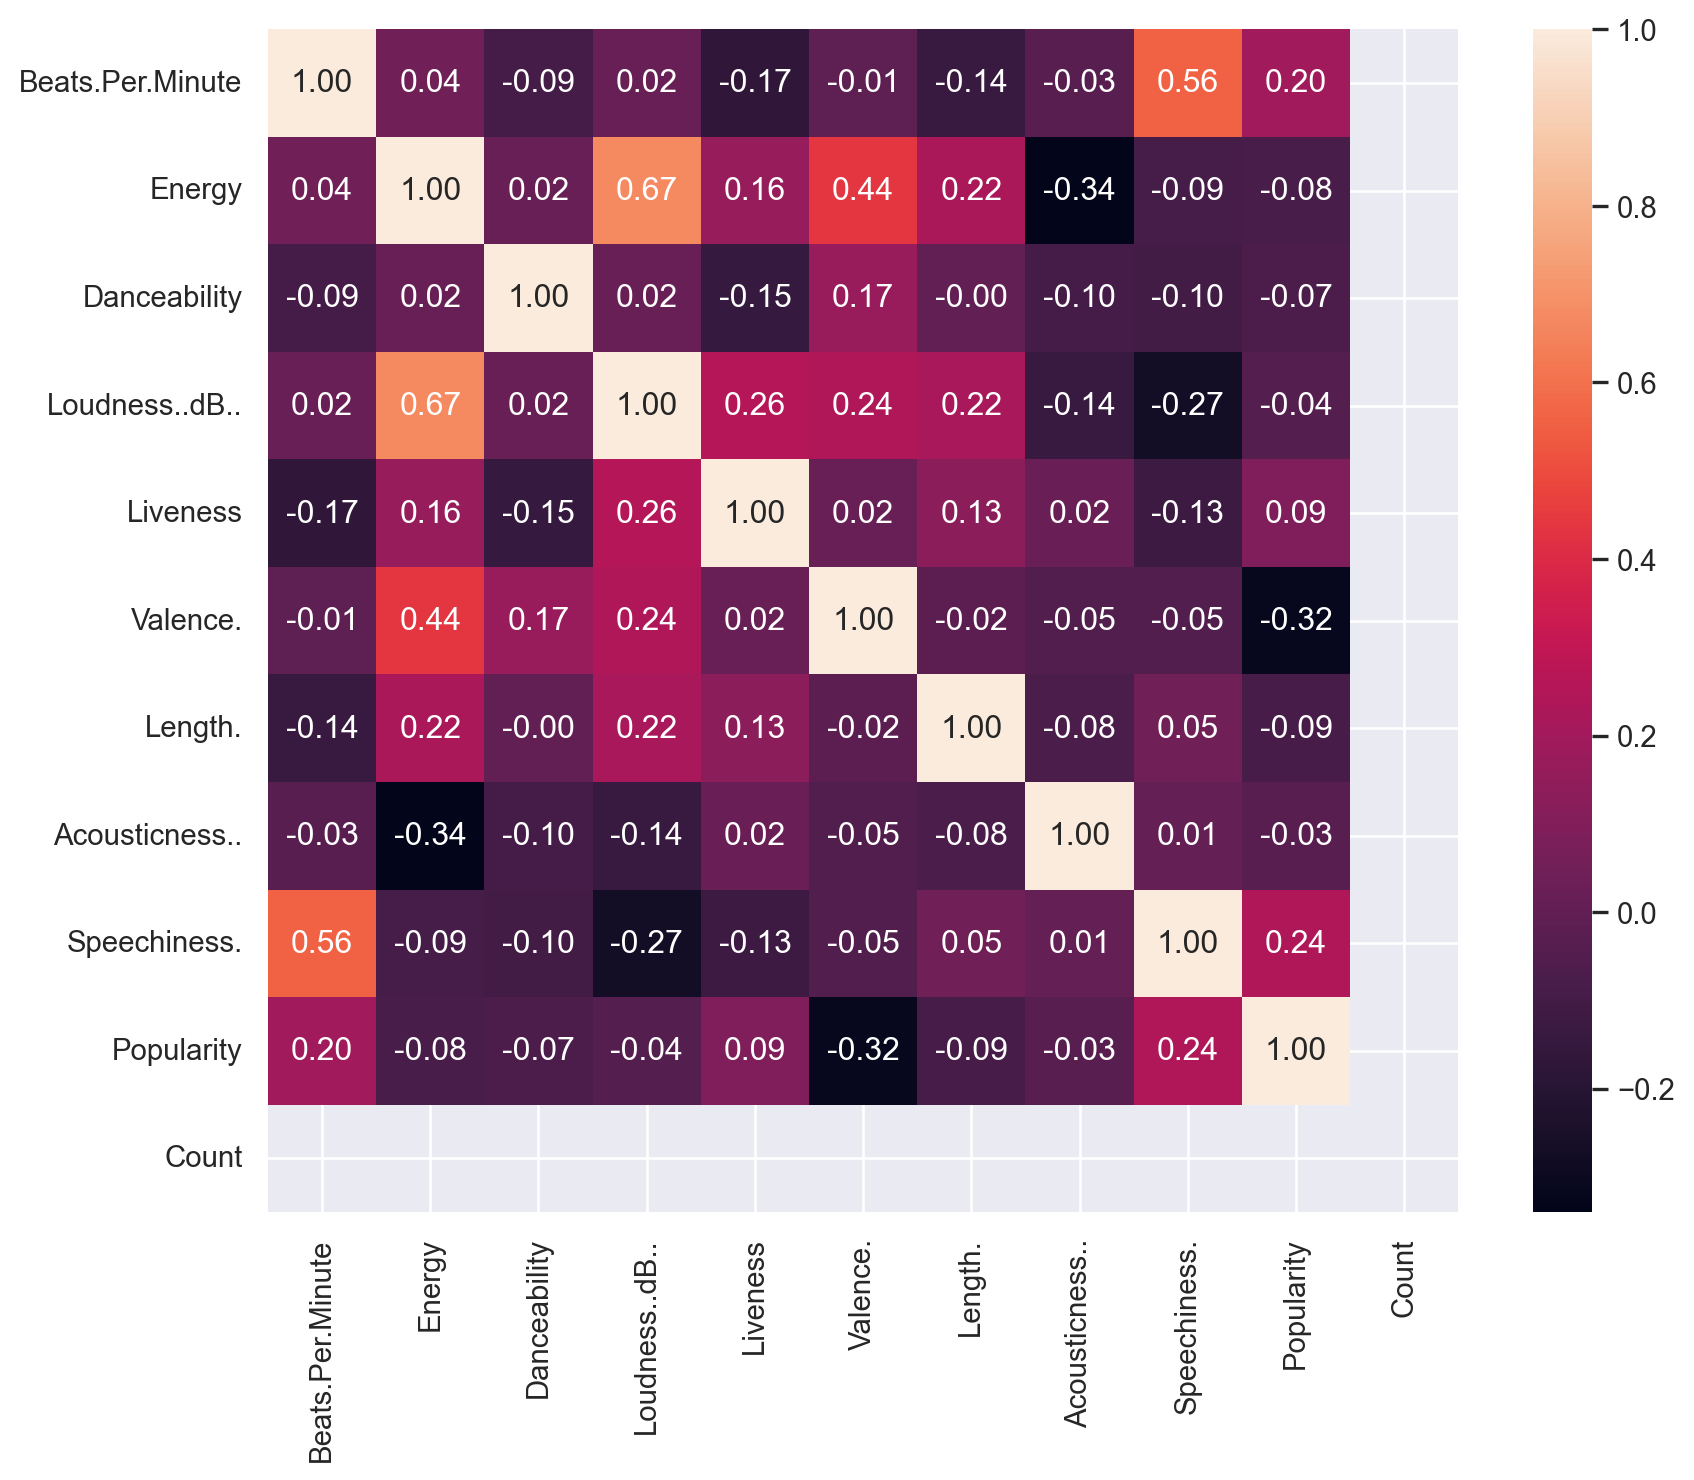 Beats.Per.Minute 1.00 0.04 -0.09 0.02 -0.17 -0.01 -0.14 -0.03 0.56 0.20
Energy 0.04 1.00 0.02 0.67 0.16 0.44 0.22 -0.34 -0.09 -0.08
Danceability -0.09 0.02 1.00 0.02 -0.15 0.17 -0.00 -0.10 -0.10 -0.07
Loudness..dB.. 0.02 0.67 0.02 1.00 0.26 0.24 0.22 -0.14 -0.27 -0.04
Liveness -0.17 0.16 -0.15 0.26 1.00 0.02 0.13 0.02 -0.13 0.09
Valence. -0.01 0.44 0.17 0.24 0.02 1.00 -0.02 -0.05 -0.05 -0.32
Length. -0.14 0.22 -0.00 0.22 0.13 -0.02 1.00 -0.08 0.05 -0.09
Acousticness.. -0.03 -0.34 -0.10 -0.14 0.02 -0.05 -0.08 1.00 0.01 -0.03
Speechiness. 0.56 -0.09 -0.10 -0.27 -0.13 -0.05 0.05 0.01 1.00 0.24
Popularity 0.20 -0.08 -0.07 -0.04 0.09 -0.32 -0.09 -0.03 0.24 1.00
Count
Beats.Per.Minute
Energy
Danceability
Loudness..dB..
Liveness
Valence.
Length.
Acousticness..
Speechiness.
Popularity
Count
1.0
0.8
0.6
0.4
0.2
0.0
−0.2